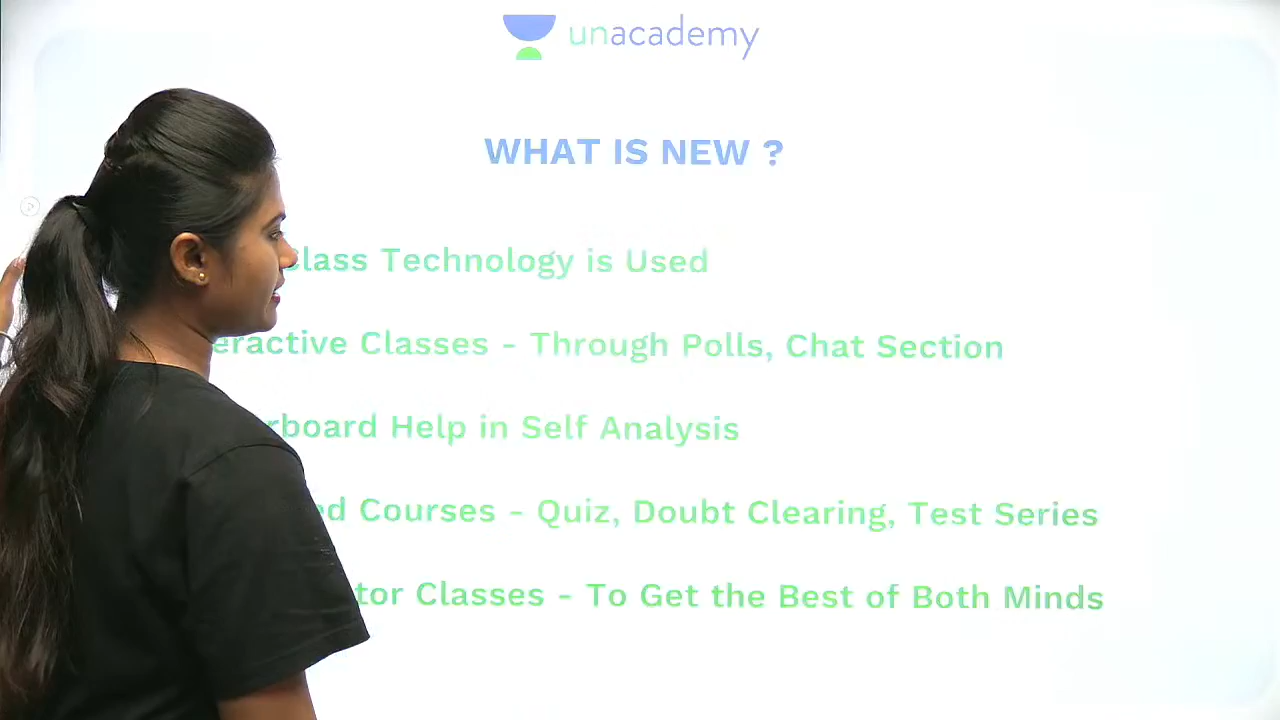 unacademy
WHAT IS NEW ?
class Technology is Used
eractive Classes - Through Polls, Chat Section
rboard Help in Self Analysis
ed Courses - Quiz, Doubt Clearing, Test Series
tor Classes - To Get the Best of Both Minds